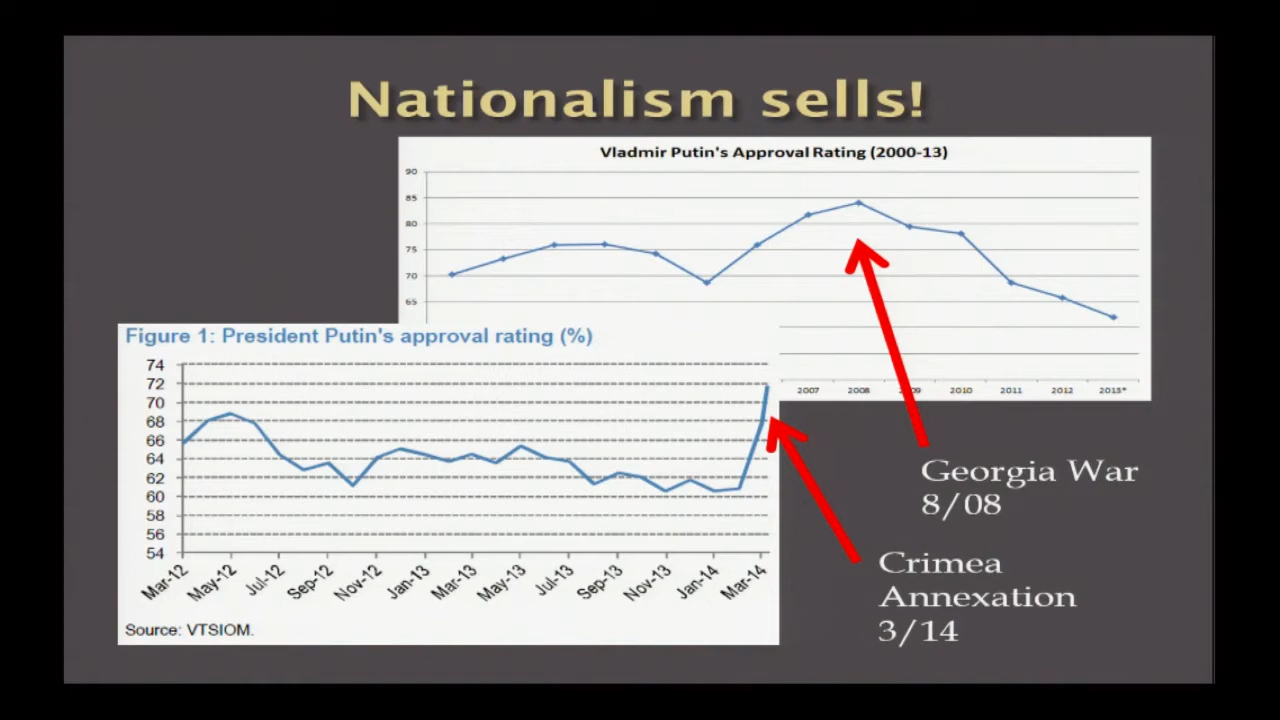 Nationalism sells!
Vladmir Putin's Approval Rating (2000-13)
90
85
80
75
70
65
2007 2008 2010 2011 2012 2013*
Figure 1: President Putin's approval rating (%)
74
72
70
68
66
64
62
60
58
56
54
Mar-12 May-12 Jul-12 Sep-12 Nov-12 Jan-13 Mar-13 May-13 Jul-13 Sep-13 Nov-13 Jan-14 Mar-14
Source: VTSIOM.
Georgia War
8/08
Crimea
Annexation
3/14